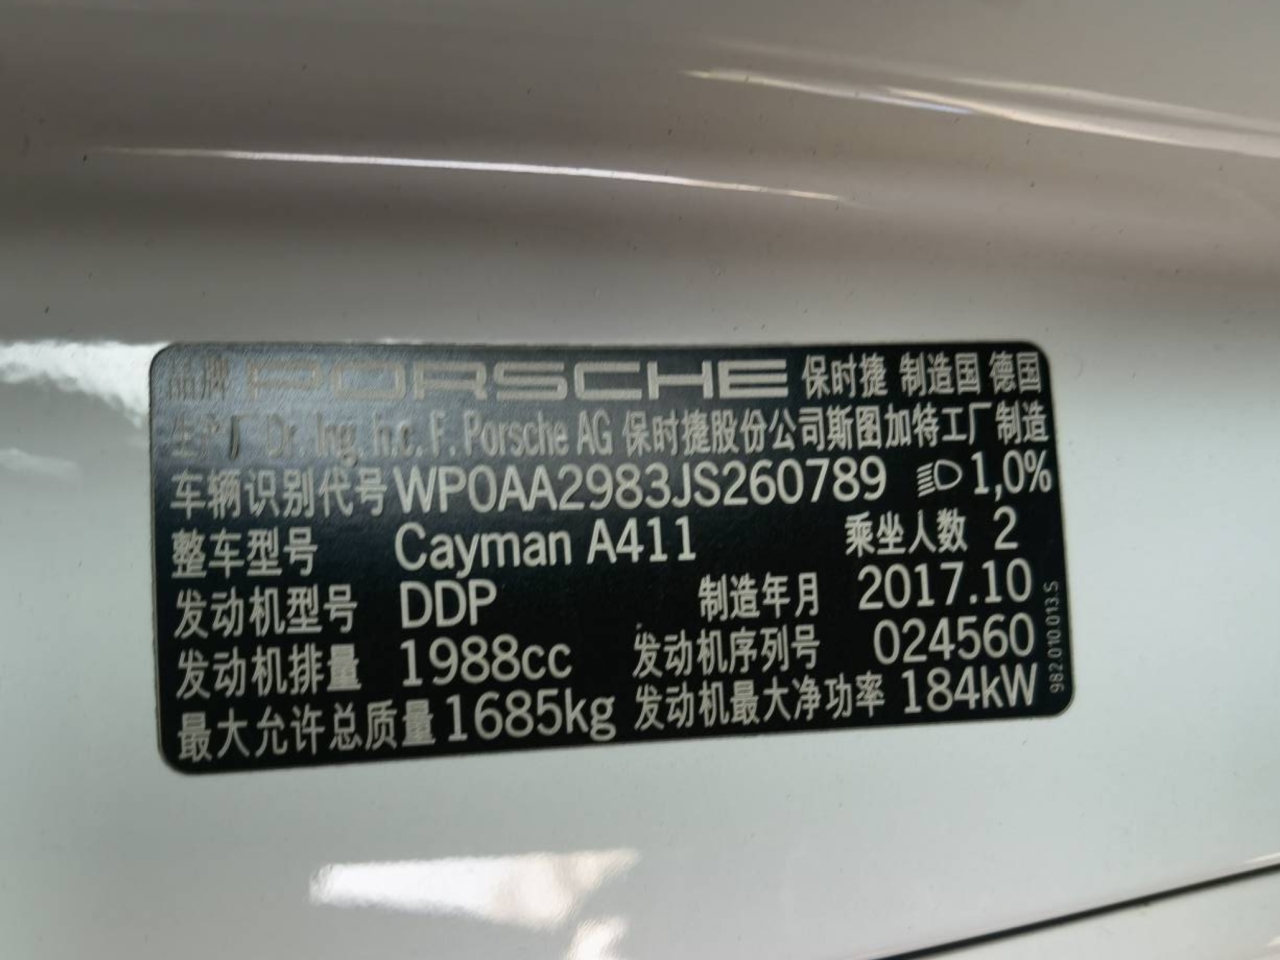 品牌 PORSCHE 保时捷 制造国 德国
生产厂 Dr. Ing. h.c. F. Porsche AG 保时捷股份公司斯图加特工厂制造
车辆识别代号 WP0AA2983JS260789 1,0%
整车型号 Cayman A411 乘坐人数 2
发动机型号 DDP 制造年月 2017.10
发动机排量 1988cc 发动机序列号 024560
最大允许总质量 1685kg 发动机最大净功率 184kW
982.010.013.S